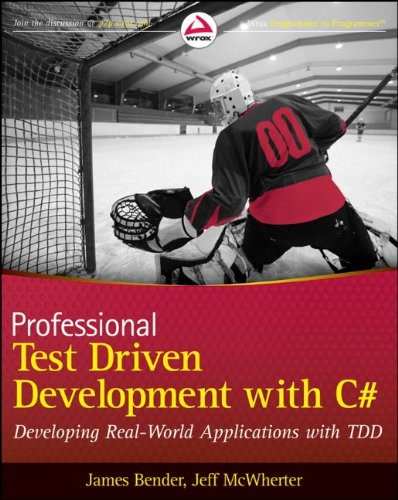 Join the discussion @ p2p.wrox.com
wrox
Wrox Programmer to Programmer™
00
Professional
Test Driven
Development with C#
Developing Real-World Applications with TDD
James Bender, Jeff McWherter